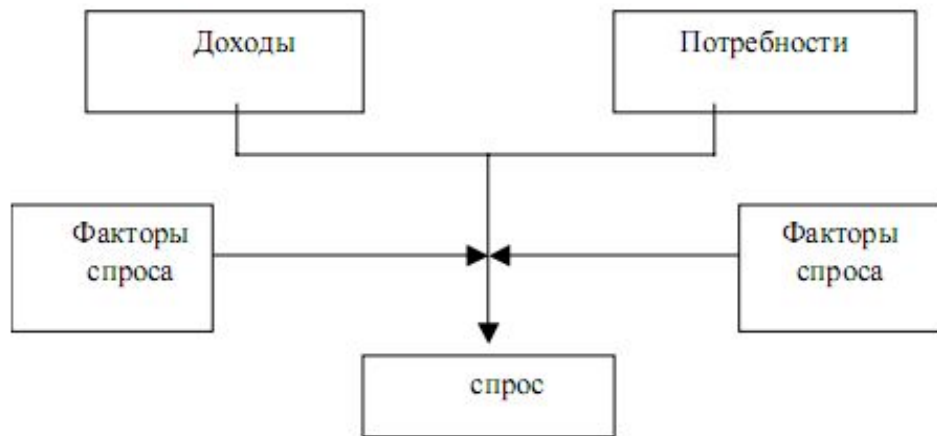 Доходы
Потребности
Факторы
спроса
Факторы
спроса
спрос